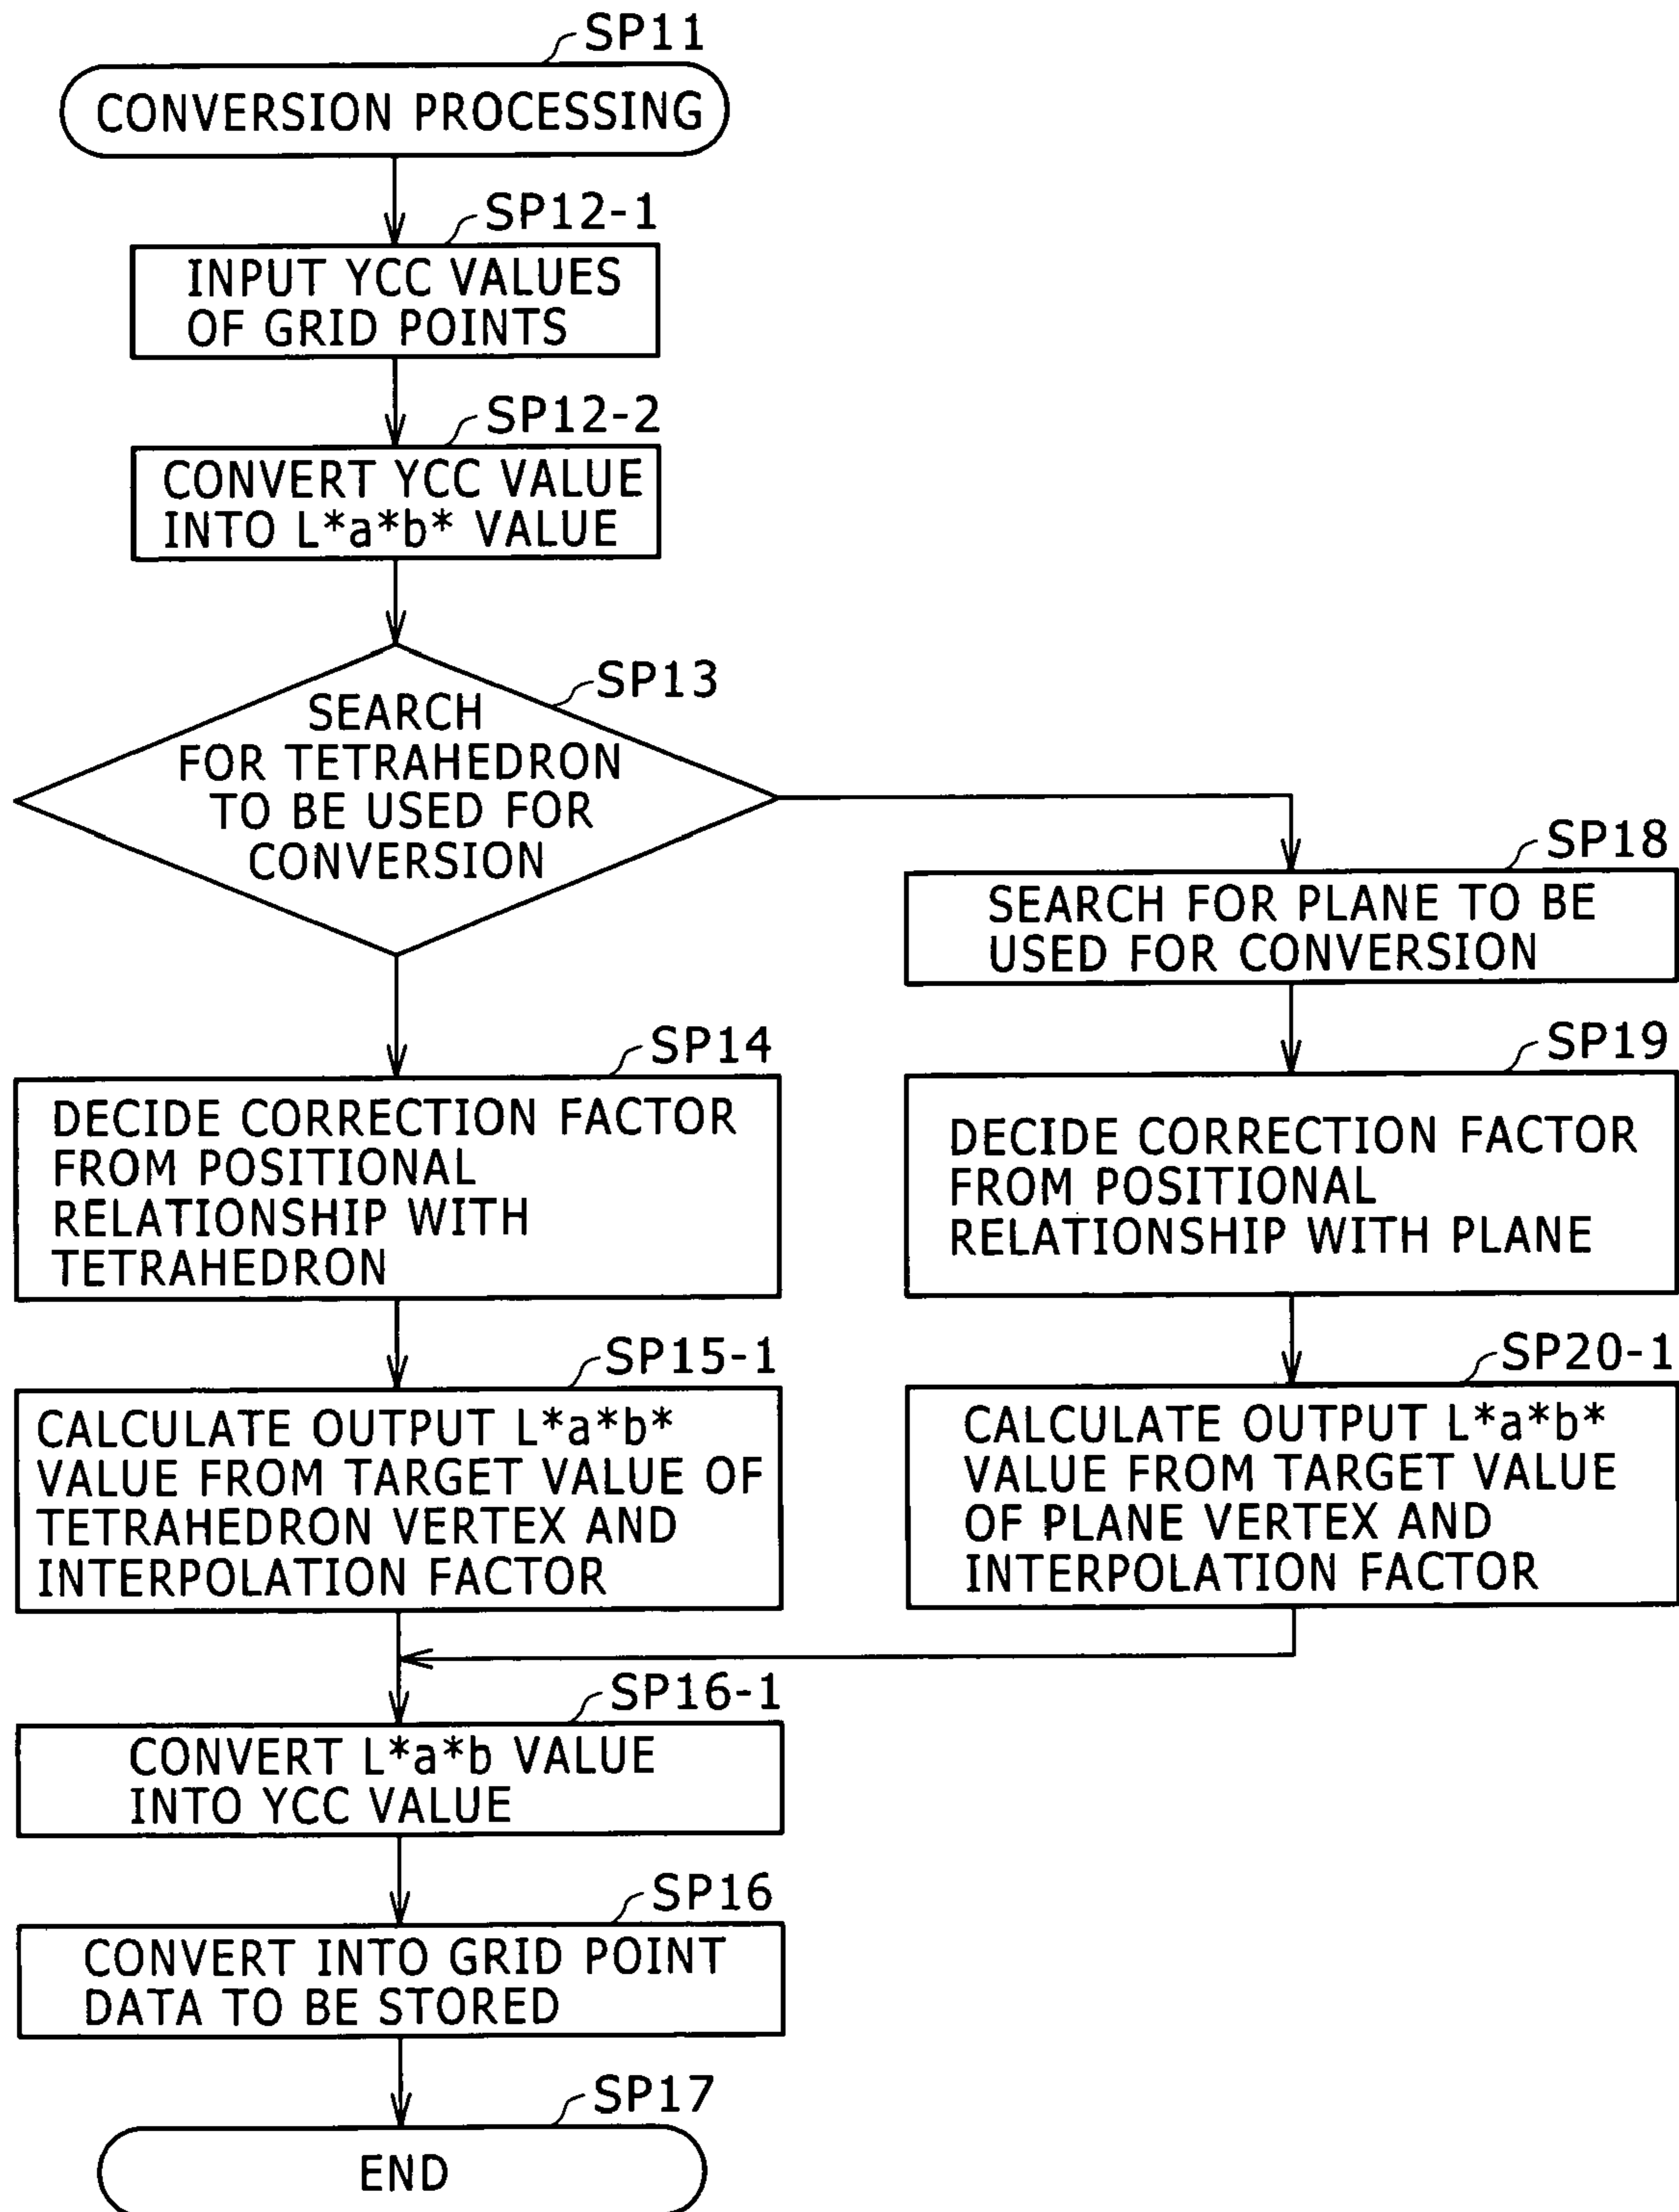 SP11
CONVERSION PROCESSING
SP12-1
INPUT YCC VALUES
OF GRID POINTS
SP12-2
CONVERT YCC VALUE
INTO L*a*b* VALUE
SP13
SEARCH
FOR TETRAHEDRON
TO BE USED FOR
CONVERSION
SP18
SEARCH FOR PLANE TO BE
USED FOR CONVERSION
SP14
DECIDE CORRECTION FACTOR
FROM POSITIONAL
RELATIONSHIP WITH
TETRAHEDRON
SP19
DECIDE CORRECTION FACTOR
FROM POSITIONAL
RELATIONSHIP WITH PLANE
SP15-1
CALCULATE OUTPUT L*a*b*
VALUE FROM TARGET VALUE OF
TETRAHEDRON VERTEX AND
INTERPOLATION FACTOR
SP20-1
CALCULATE OUTPUT L*a*b*
VALUE FROM TARGET VALUE
OF PLANE VERTEX AND
INTERPOLATION FACTOR
SP16-1
CONVERT L*a*b VALUE
INTO YCC VALUE
SP16
CONVERT INTO GRID POINT
DATA TO BE STORED
SP17
END